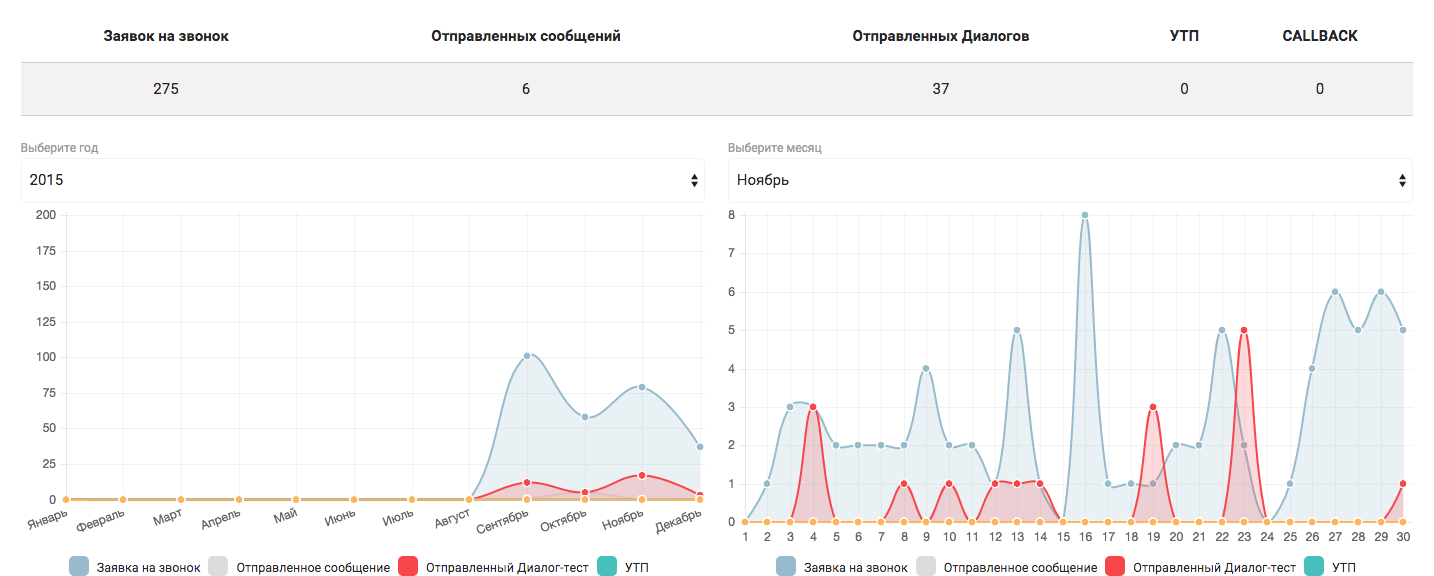 Заявок на звонок Отправленных сообщений Отправленных Диалогов УТП CALLBACK
275 6 37 0 0
Выберите год
2015
200
175
150
125
100
75
50
25
0
Январь Февраль Март Апрель Май Июнь Июль Август Сентябрь Октябрь Ноябрь Декабрь
Заявка на звонок Отправленное сообщение Отправленный Диалог-тест УТП
Выберите месяц
Ноябрь
8
7
6
5
4
3
2
1
0
1 2 3 4 5 6 7 8 9 10 11 12 13 14 15 16 17 18 19 20 21 22 23 24 25 26 27 28 29 30
Заявка на звонок Отправленное сообщение Отправленный Диалог-тест УТП